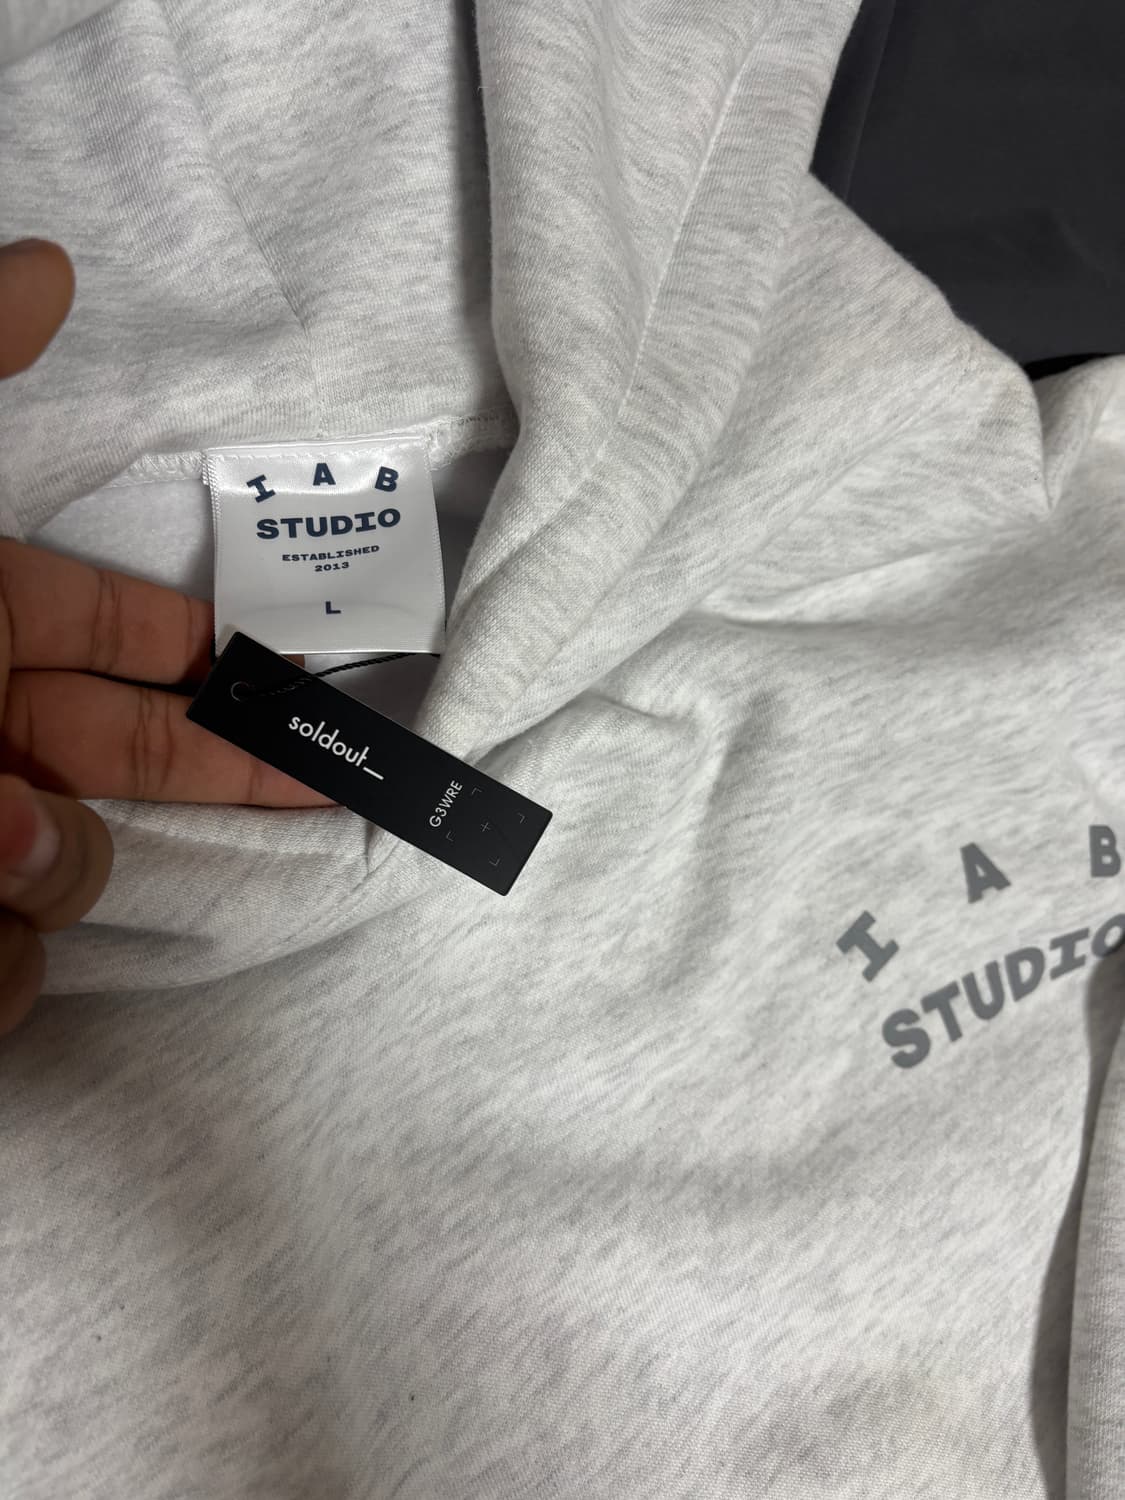 I A B
STUDIO
ESTABLISHED
2013
L
soldout_
G3WRE
I A B
STUDIO